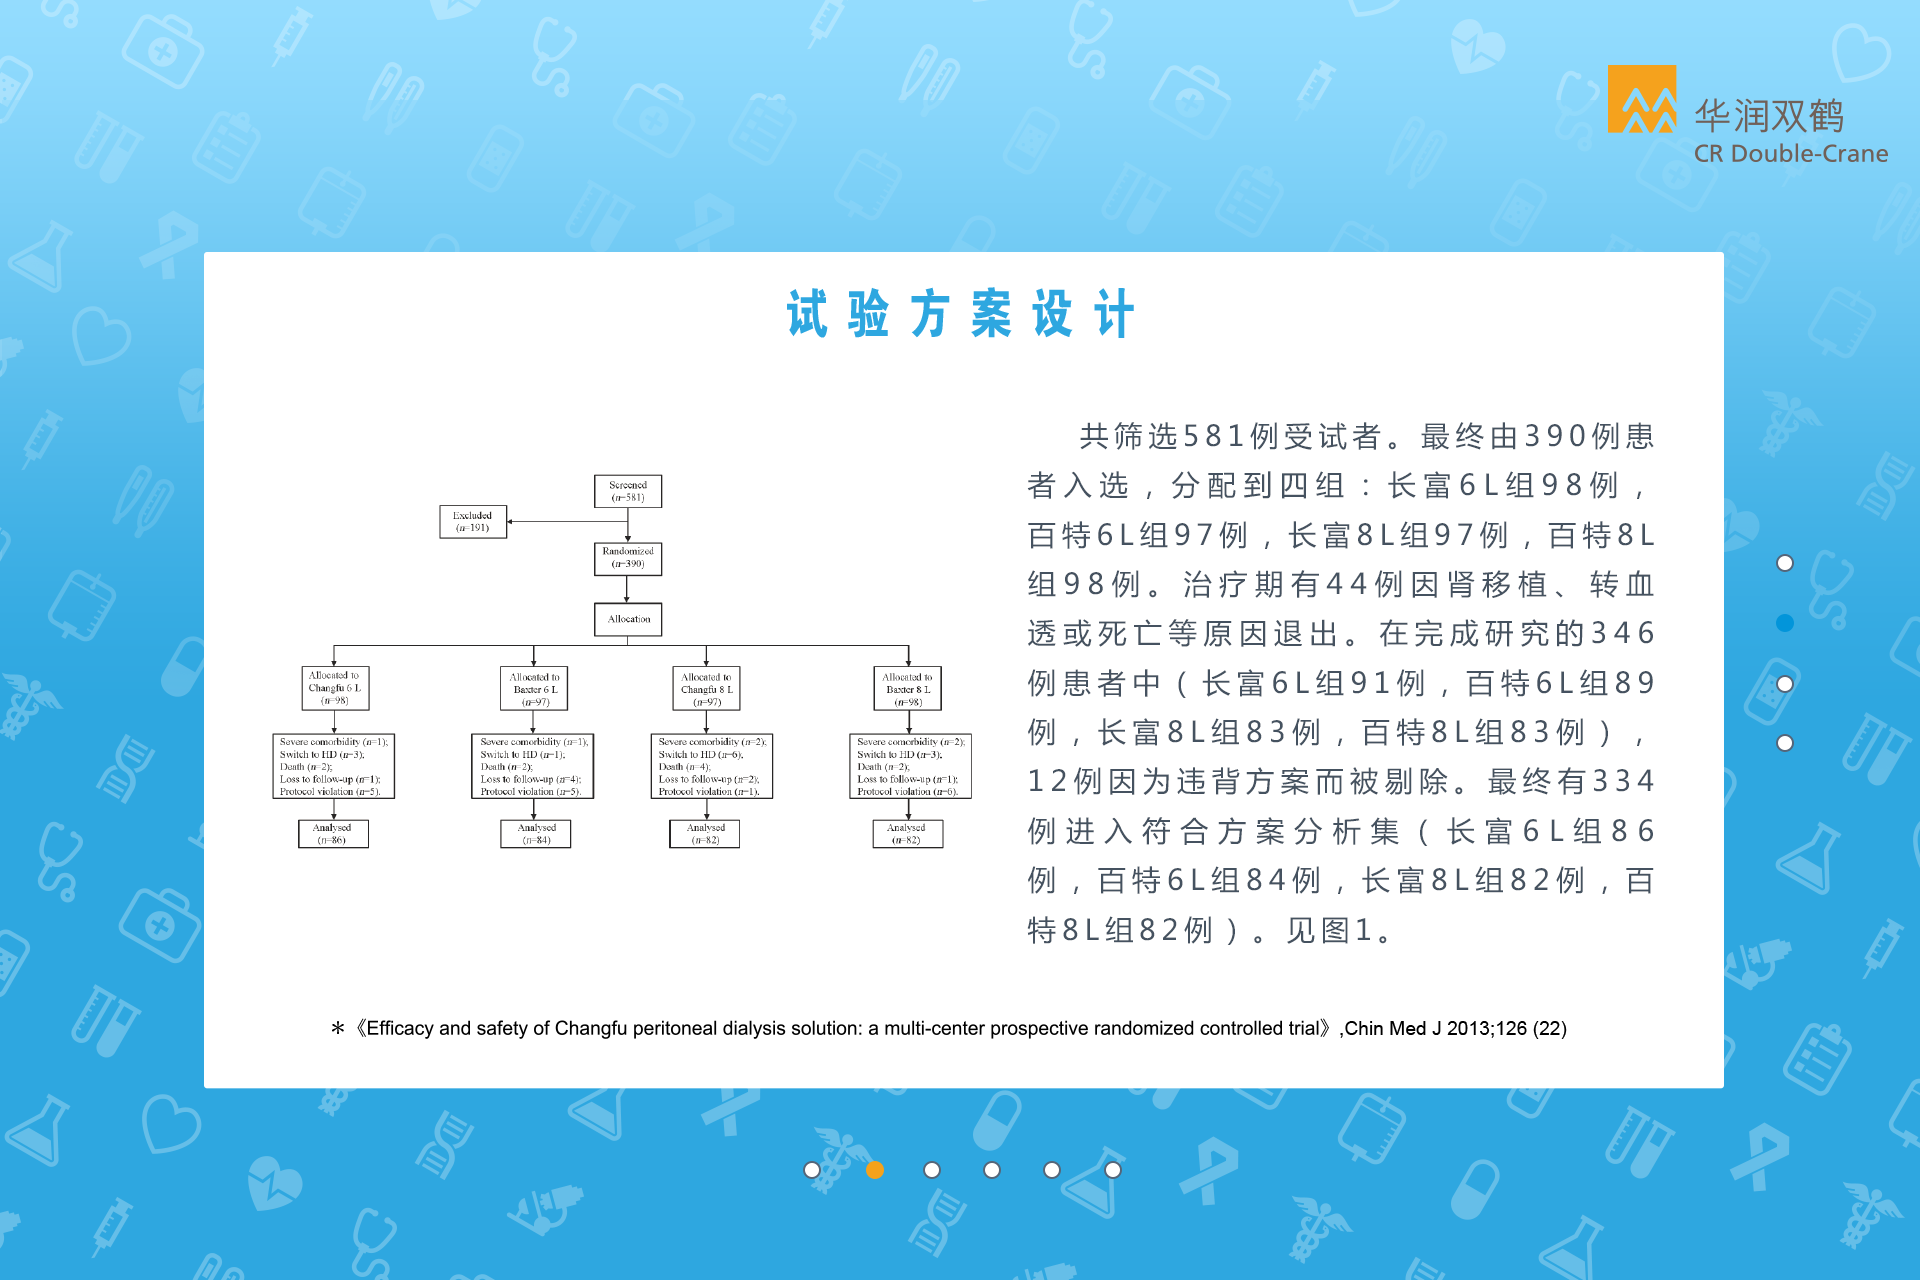 华润双鹤
CR Double-Crane
试验方案设计
Screened
(n=581)
Excluded
(n=191)
Randomized
(n=390)
Allocation
Allocated to
Changfu 6 L
(n=98)
Allocated to
Baxter 6 L
(n=97)
Allocated to
Changfu 8 L
(n=97)
Allocated to
Baxter 8 L
(n=98)
Severe comorbidity (n=1);
Switch to HD (n=3);
Death (n=2);
Loss to follow-up (n=1);
Protocol violation (n=5).
Severe comorbidity (n=1);
Switch to HD (n=1);
Death (n=2);
Loss to follow-up (n=4);
Protocol violation (n=5).
Severe comorbidity (n=2);
Switch to HD (n=6);
Death (n=4);
Loss to follow-up (n=2);
Protocol violation (n=1).
Severe comorbidity (n=2);
Switch to HD (n=3);
Death (n=2);
Loss to follow-up (n=1);
Protocol violation (n=6).
Analysed
(n=86)
Analysed
(n=84)
Analysed
(n=82)
Analysed
(n=82)
共筛选581例受试者。最终由390例患
者入选，分配到四组：长富6L组98例，
百特6L组97例，长富8L组97例，百特8L
组98例。治疗期有44例因肾移植、转血
透或死亡等原因退出。在完成研究的346
例患者中（长富6L组91例，百特6L组89
例，长富8L组83例，百特8L组83例），
12例因为违背方案而被剔除。最终有334
例进入符合方案分析集（长富6L组86
例，百特6L组84例，长富8L组82例，百
特8L组82例）。见图1。
＊《Efficacy and safety of Changfu peritoneal dialysis solution: a multi-center prospective randomized controlled trial》,Chin Med J 2013;126 (22)